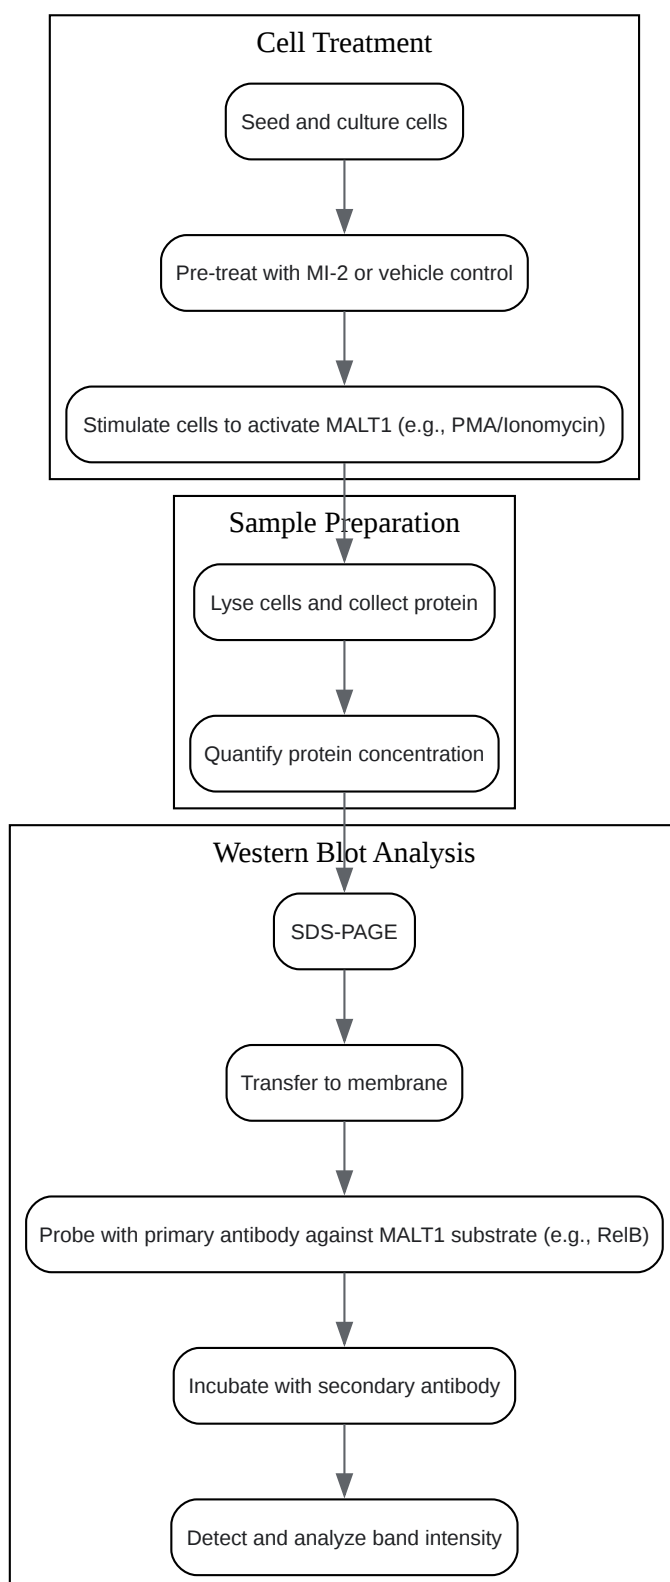 Cell Treatment
Seed and culture cells
Pre-treat with MI-2 or vehicle control
Stimulate cells to activate MALT1 (e.g., PMA/Ionomycin)
Sample Preparation
Lyse cells and collect protein
Quantify protein concentration
Western Blot Analysis
SDS-PAGE
Transfer to membrane
Probe with primary antibody against MALT1 substrate (e.g., RelB)
Incubate with secondary antibody
Detect and analyze band intensity